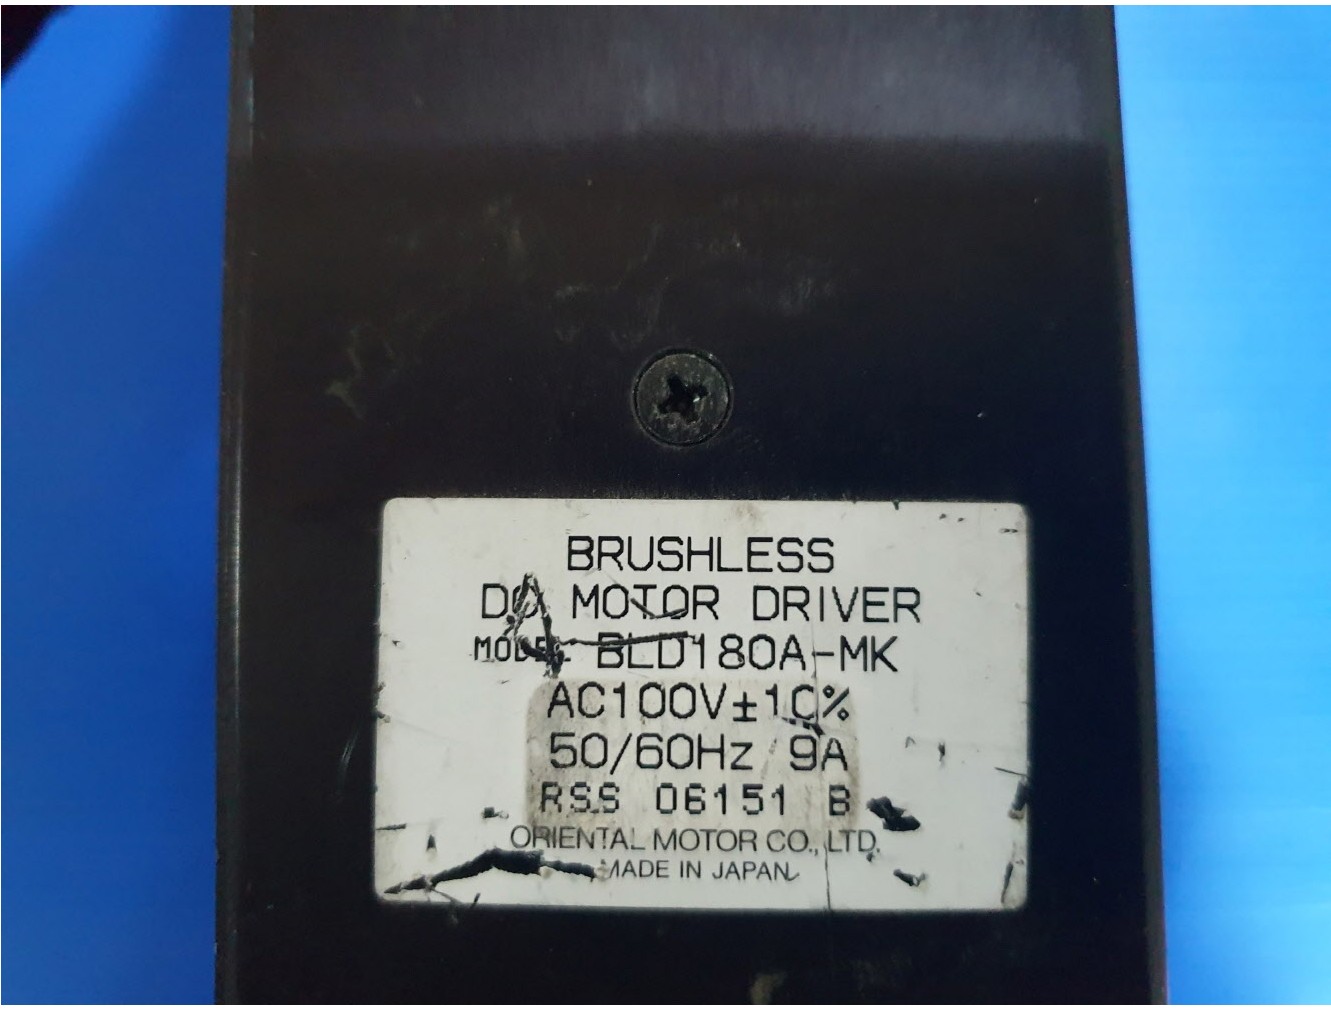 BRUSHLESS
DC MOTOR DRIVER
MODEL BLD180A-MK
AC100V±10%
50/60Hz 9A
RSS 06151 B
ORIENTAL MOTOR CO., LTD.
MADE IN JAPAN